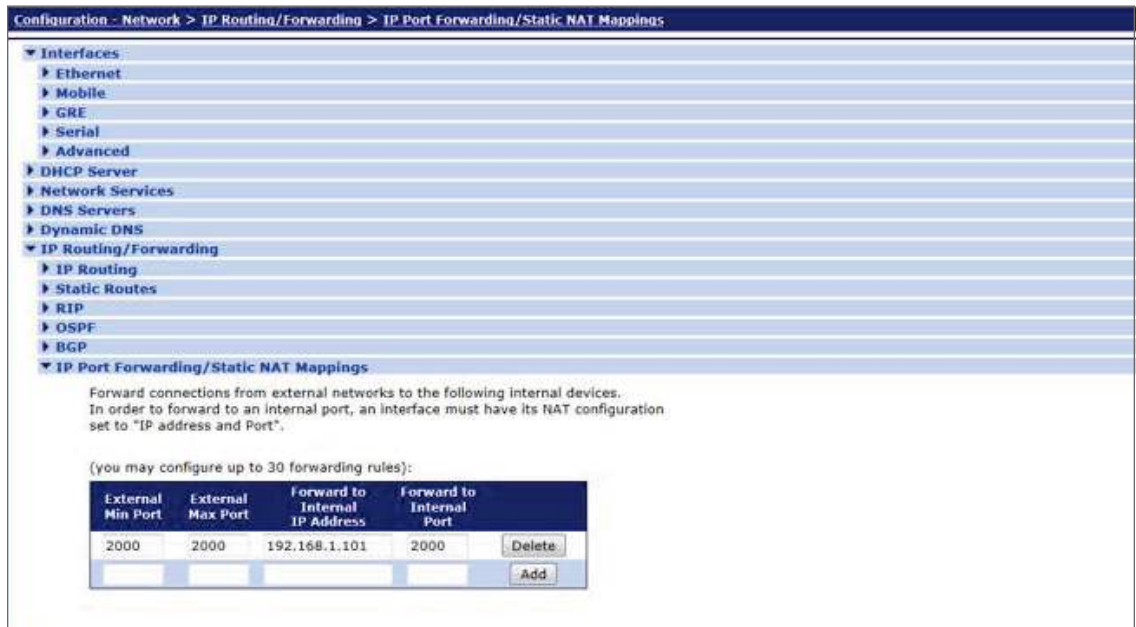 Configuration - Network > IP Routing/Forwarding > IP Port Forwarding/Static NAT Mappings
Interfaces
Ethernet
Mobile
GRE
Serial
Advanced
DHCP Server
Network Services
DNS Servers
Dynamic DNS
IP Routing/Forwarding
IP Routing
Static Routes
RIP
OSPF
BGP
IP Port Forwarding/Static NAT Mappings
Forward connections from external networks to the following internal devices.
In order to forward to an internal port, an interface must have its NAT configuration
set to "IP address and Port".
(you may configure up to 30 forwarding rules):
External Min Port External Max Port Forward to Internal IP Address Forward to Internal Port
2000 2000 192.168.1.101 2000 Delete
Add